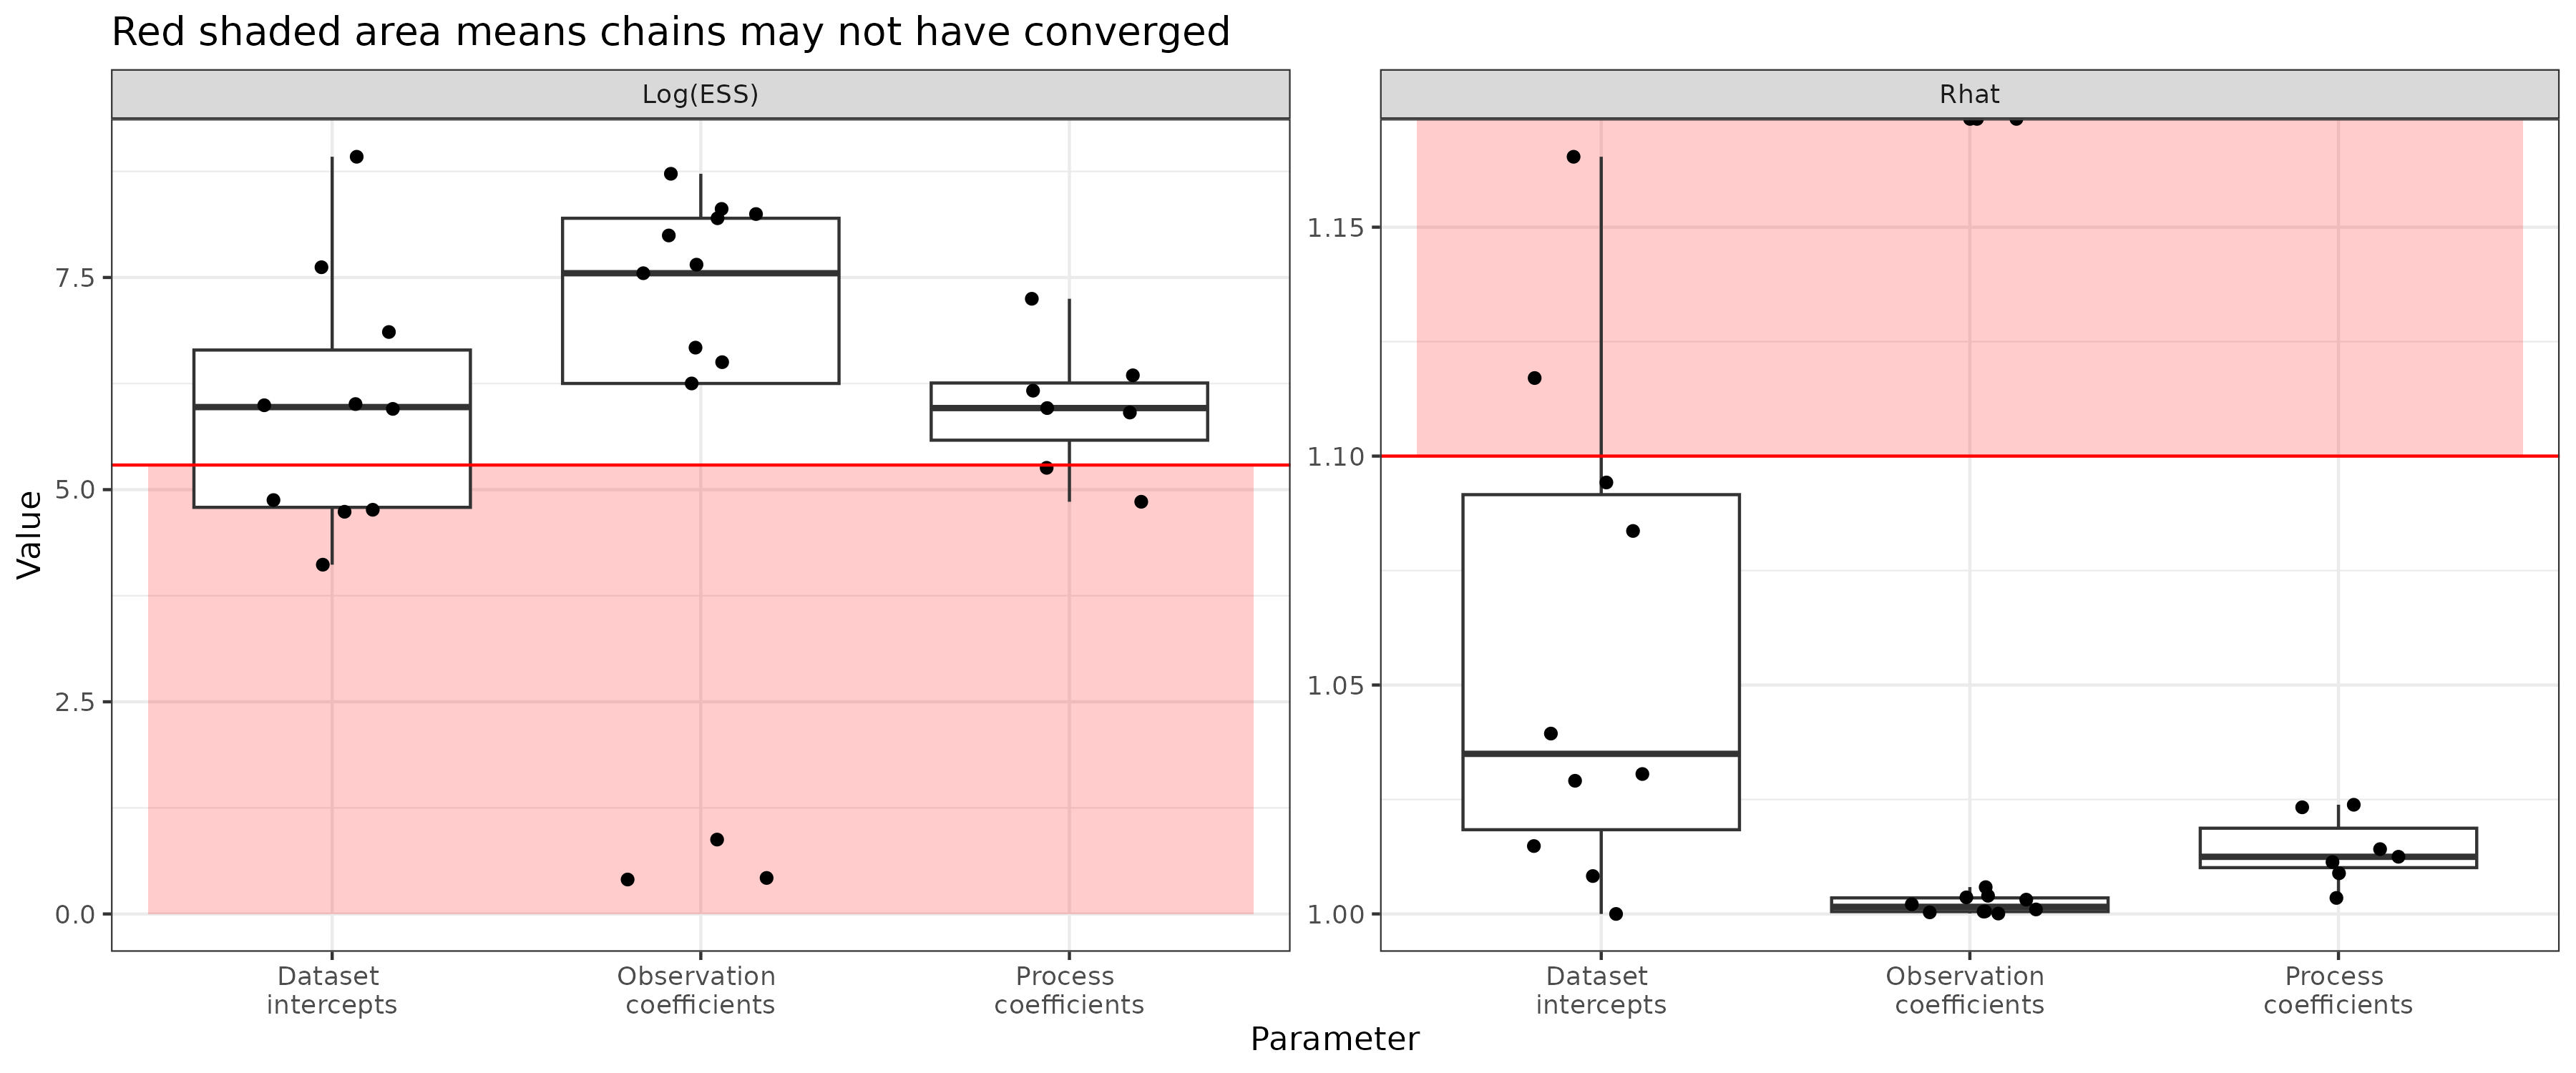 Red shaded area means chains may not have converged
Log(ESS)
Rhat
Value
7.5
5.0
2.5
0.0
1.15
1.10
1.05
1.00
Dataset
intercepts
Observation
coefficients
Process
coefficients
Dataset
intercepts
Observation
coefficients
Process
coefficients
Parameter